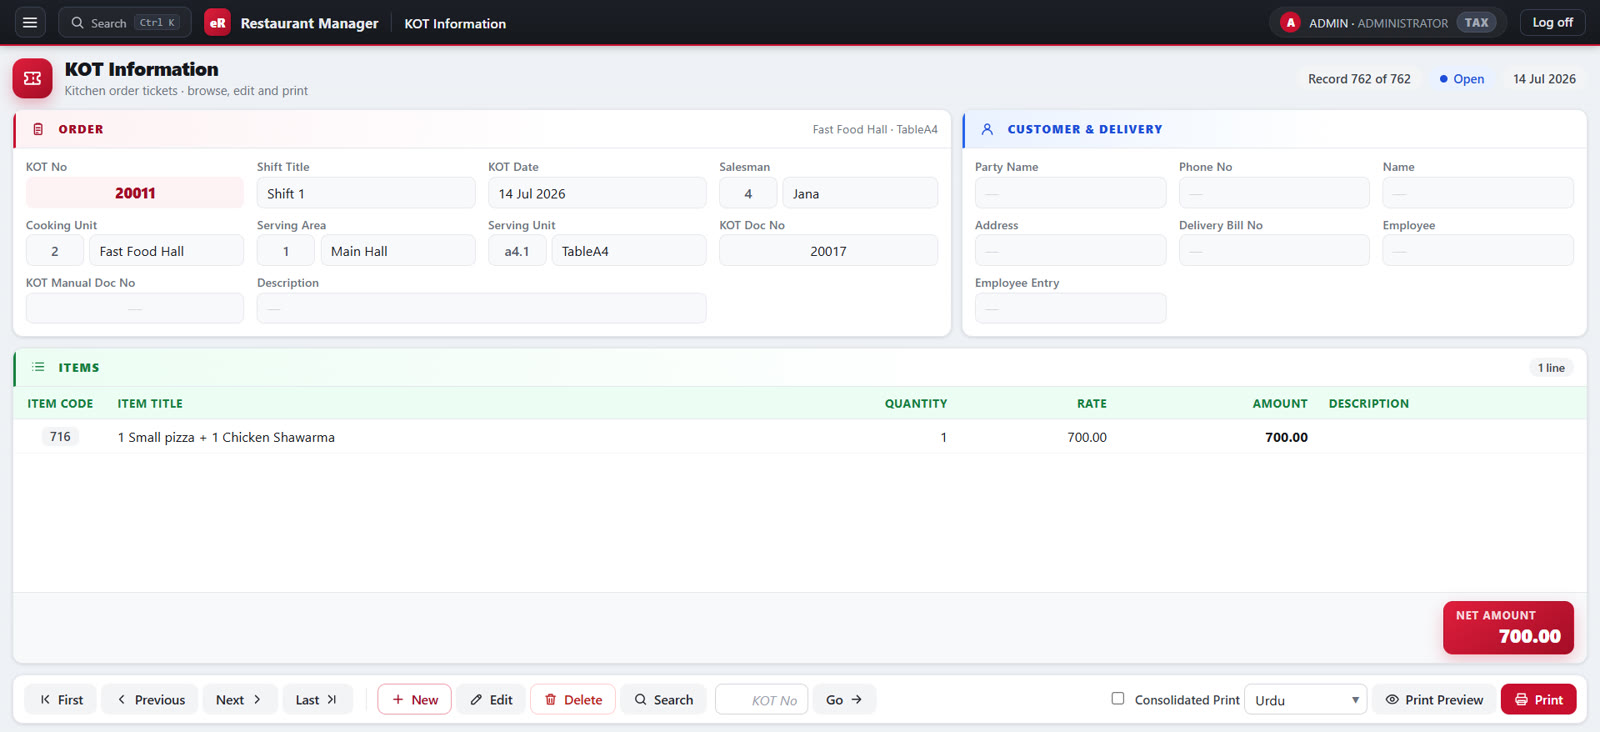 Search Ctrl K eR Restaurant Manager KOT Information A ADMIN · ADMINISTRATOR TAX Log off
KOT Information
Kitchen order tickets · browse, edit and print
Record 762 of 762 Open 14 Jul 2026
ORDER Fast Food Hall · TableA4
KOT No Shift Title KOT Date Salesman
20011 Shift 1 14 Jul 2026 4 Jana
Cooking Unit Serving Area Serving Unit KOT Doc No
2 Fast Food Hall 1 Main Hall a4.1 TableA4 20017
KOT Manual Doc No Description
— —
CUSTOMER & DELIVERY
Party Name Phone No Name
— — —
Address Delivery Bill No Employee
— — —
Employee Entry
—
ITEMS 1 line
ITEM CODE ITEM TITLE QUANTITY RATE AMOUNT DESCRIPTION
716 1 Small pizza + 1 Chicken Shawarma 1 700.00 700.00
NET AMOUNT
700.00
First Previous Next Last New Edit Delete Search KOT No Go Consolidated Print Urdu Print Preview Print